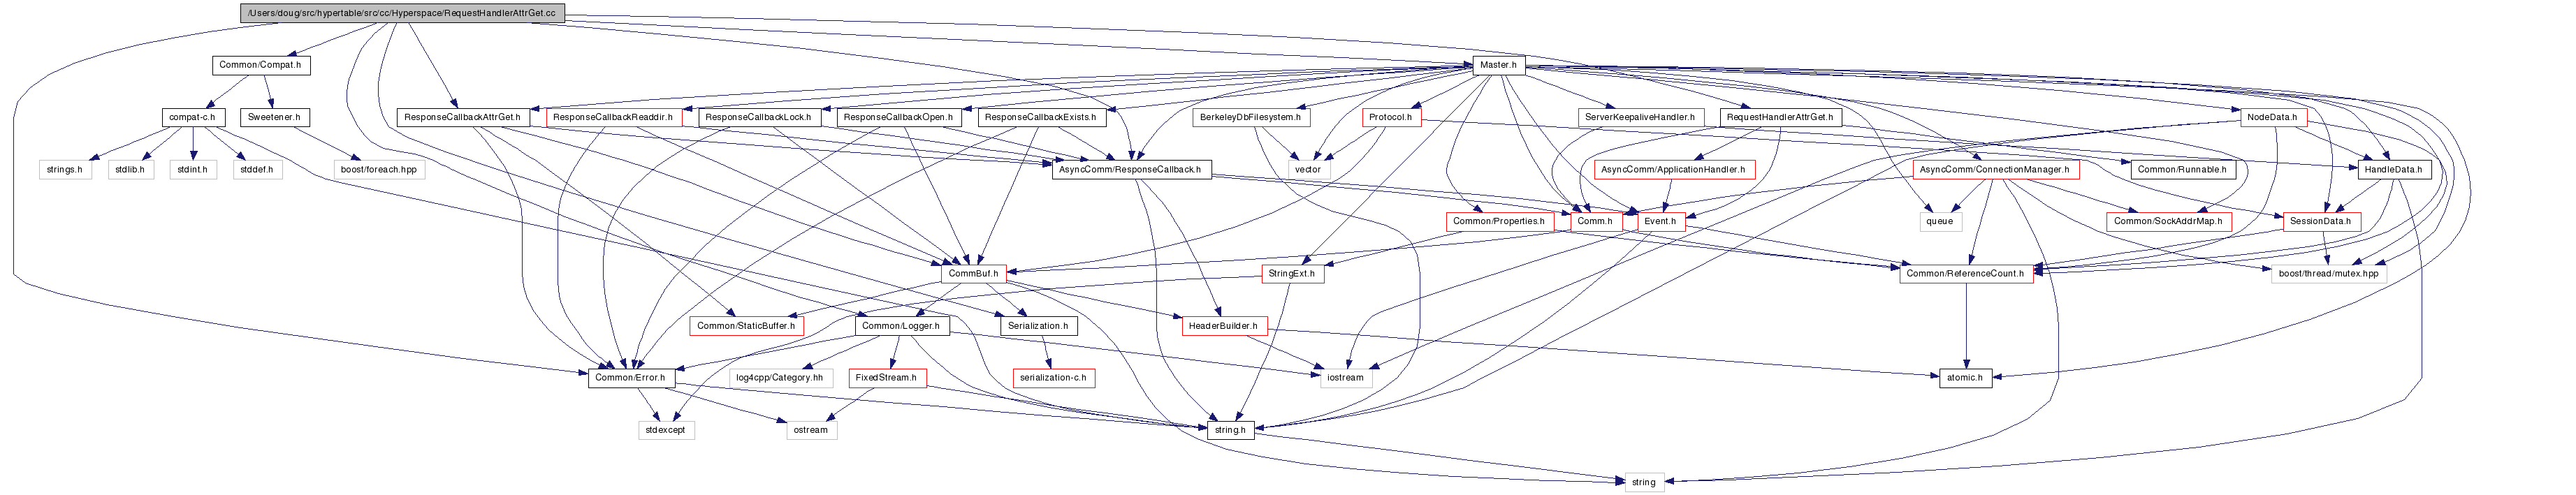 /Users/doug/src/hypertable/src/cc/Hyperspace/RequestHandlerAttrGet.cc
Common/Compat.h
Master.h
compat-c.h
Sweetener.h
ResponseCallbackAttrGet.h
ResponseCallbackReaddir.h
ResponseCallbackLock.h
ResponseCallbackOpen.h
ResponseCallbackExists.h
BerkeleyDbFilesystem.h
Protocol.h
ServerKeepaliveHandler.h
RequestHandlerAttrGet.h
NodeData.h
strings.h
stdlib.h
stdint.h
stddef.h
boost/foreach.hpp
AsyncComm/ResponseCallback.h
vector
AsyncComm/ApplicationHandler.h
AsyncComm/ConnectionManager.h
Common/Runnable.h
HandleData.h
Common/Properties.h
Comm.h
Event.h
queue
Common/SockAddrMap.h
SessionData.h
CommBuf.h
StringExt.h
Common/ReferenceCount.h
boost/thread/mutex.hpp
Common/StaticBuffer.h
Common/Logger.h
Serialization.h
HeaderBuilder.h
Common/Error.h
log4cpp/Category.hh
FixedStream.h
serialization-c.h
iostream
atomic.h
stdexcept
ostream
string.h
string